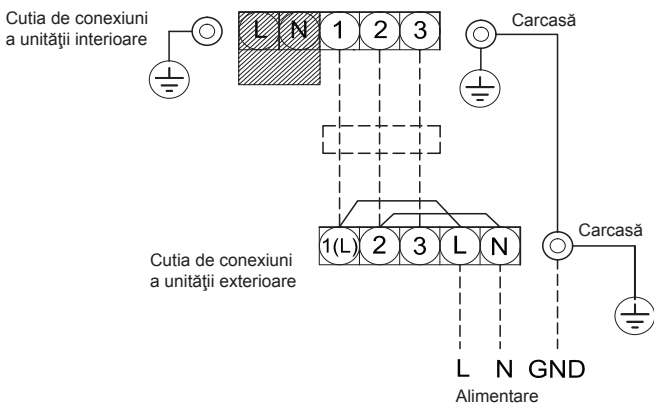 Cutia de conexiuni
a unităţii interioare
L N 1 2 3
Carcasă
Cutia de conexiuni
a unităţii exterioare
1(L) 2 3 L N
Carcasă
L N GND
Alimentare